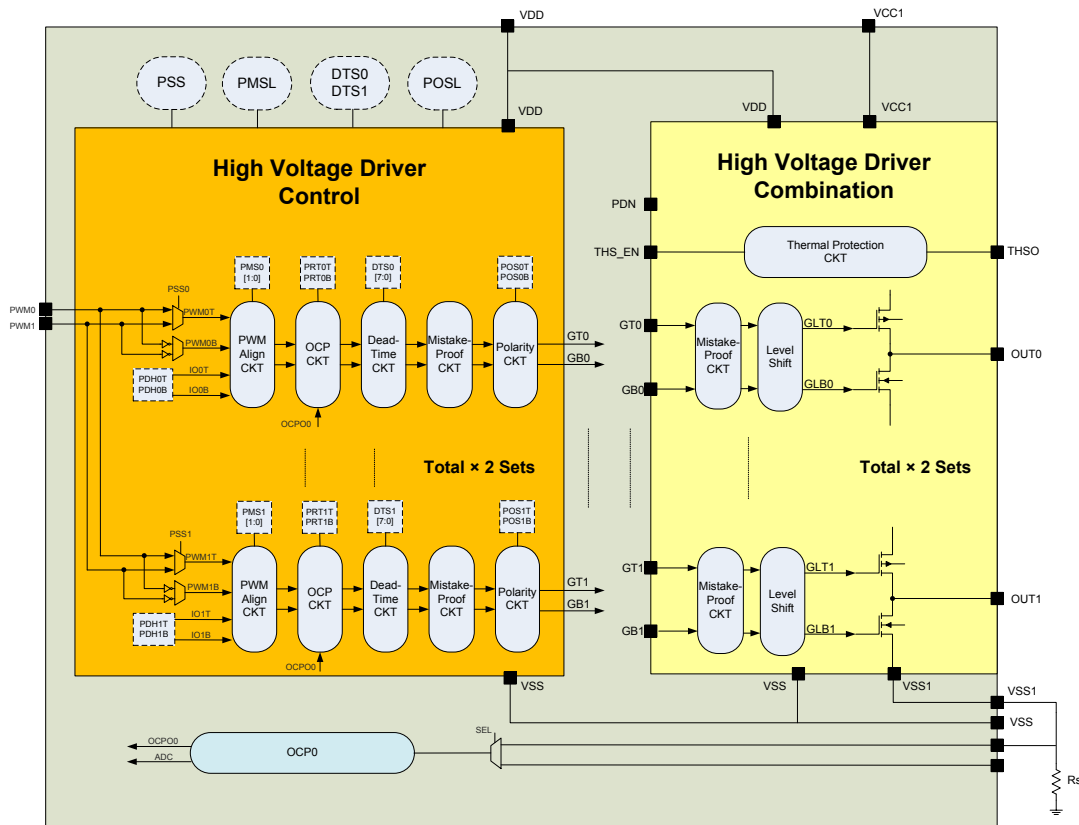 VDD
VCC1
PSS
PMSL
DTS0
DTS1
POSL
VDD
VDD
VCC1
High Voltage Driver
Control
High Voltage Driver
Combination
PDN
THS_EN
Thermal Protection
CKT
THSO
PMS0
[1:0]
PRT0T
PRT0B
DTS0
[7:0]
POS0T
POS0B
PSS0
PWM0
PWM1
PWM0T
PWM0B
PDH0T
PDH0B
IO0T
IO0B
PWM
Align
CKT
OCP
CKT
Dead-
Time
CKT
Mistake-
Proof
CKT
Polarity
CKT
GT0
GB0
OCPO0
GT0
GB0
Mistake-
Proof
CKT
Level
Shift
GLT0
GLB0
OUT0
Total × 2 Sets
Total × 2 Sets
PMS1
[1:0]
PRT1T
PRT1B
DTS1
[7:0]
POS1T
POS1B
PSS1
PWM1T
PWM1B
PDH1T
PDH1B
IO1T
IO1B
PWM
Align
CKT
OCP
CKT
Dead-
Time
CKT
Mistake-
Proof
CKT
Polarity
CKT
GT1
GB1
OCPO0
GT1
GB1
Mistake-
Proof
CKT
Level
Shift
GLT1
GLB1
OUT1
VSS
VSS
VSS1
VSS1
VSS
SEL
OCPO0
ADC
OCP0
Rs